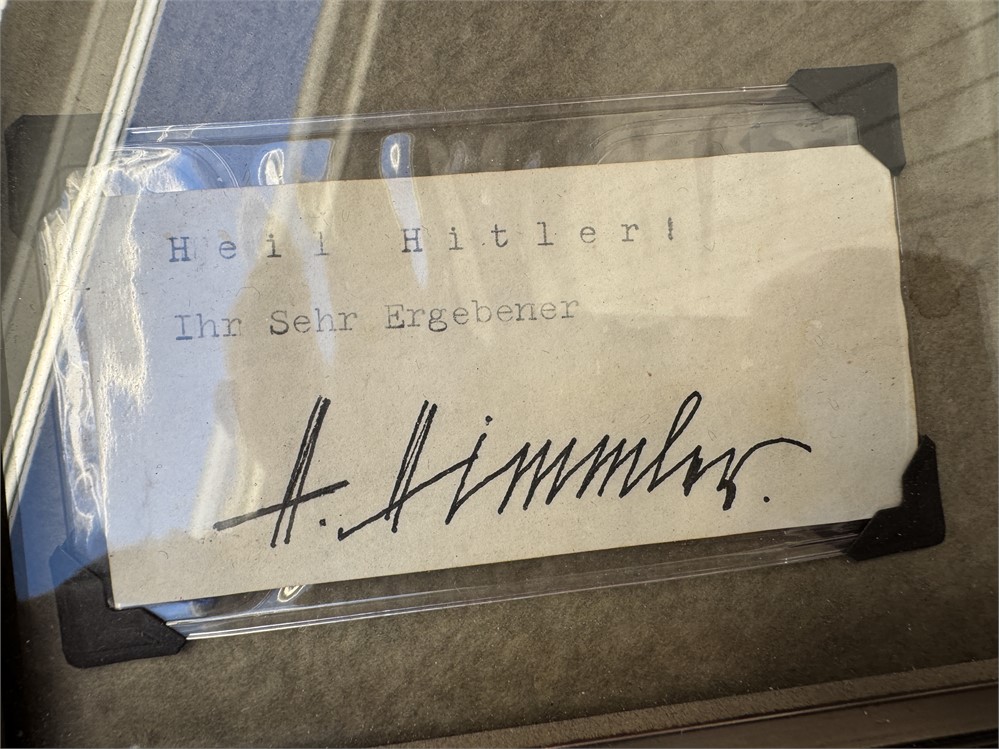 Heil Hitler!
Ihr Sehr Ergebener
H. Himmler.